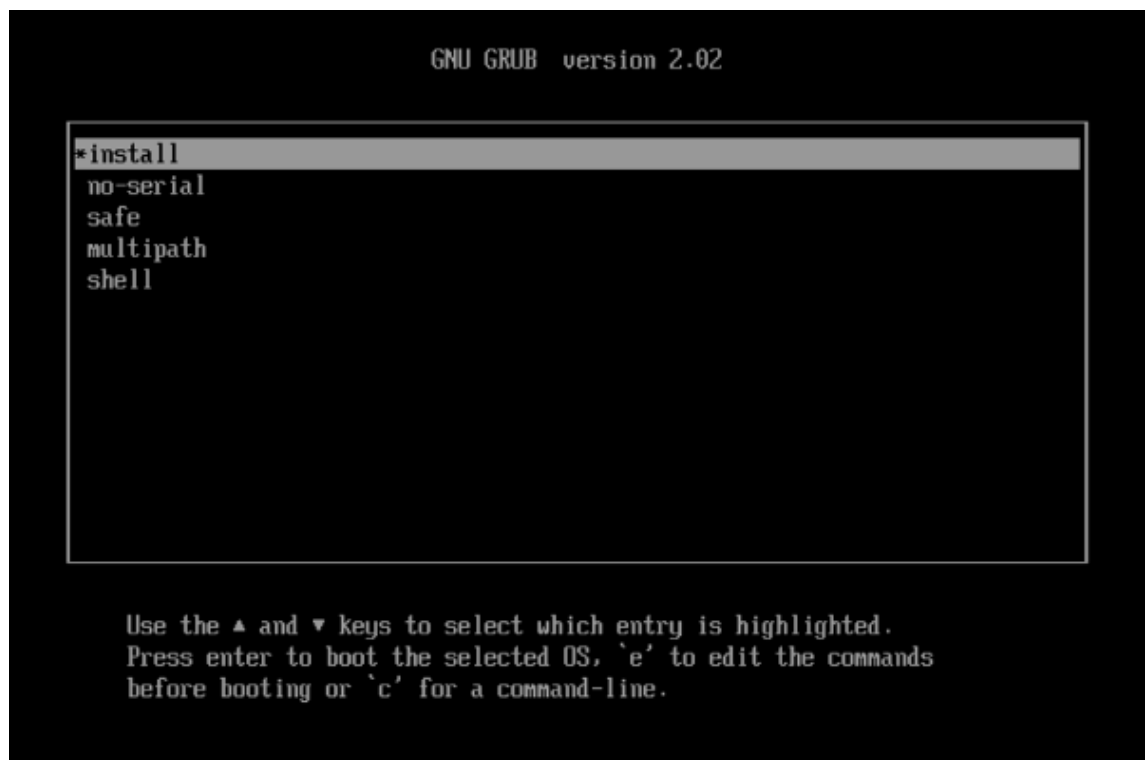 GNU GRUB  version 2.02
*install
no-serial
safe
multipath
shell
Use the ▲ and ▼ keys to select which entry is highlighted.
Press enter to boot the selected OS, `e' to edit the commands
before booting or `c' for a command-line.